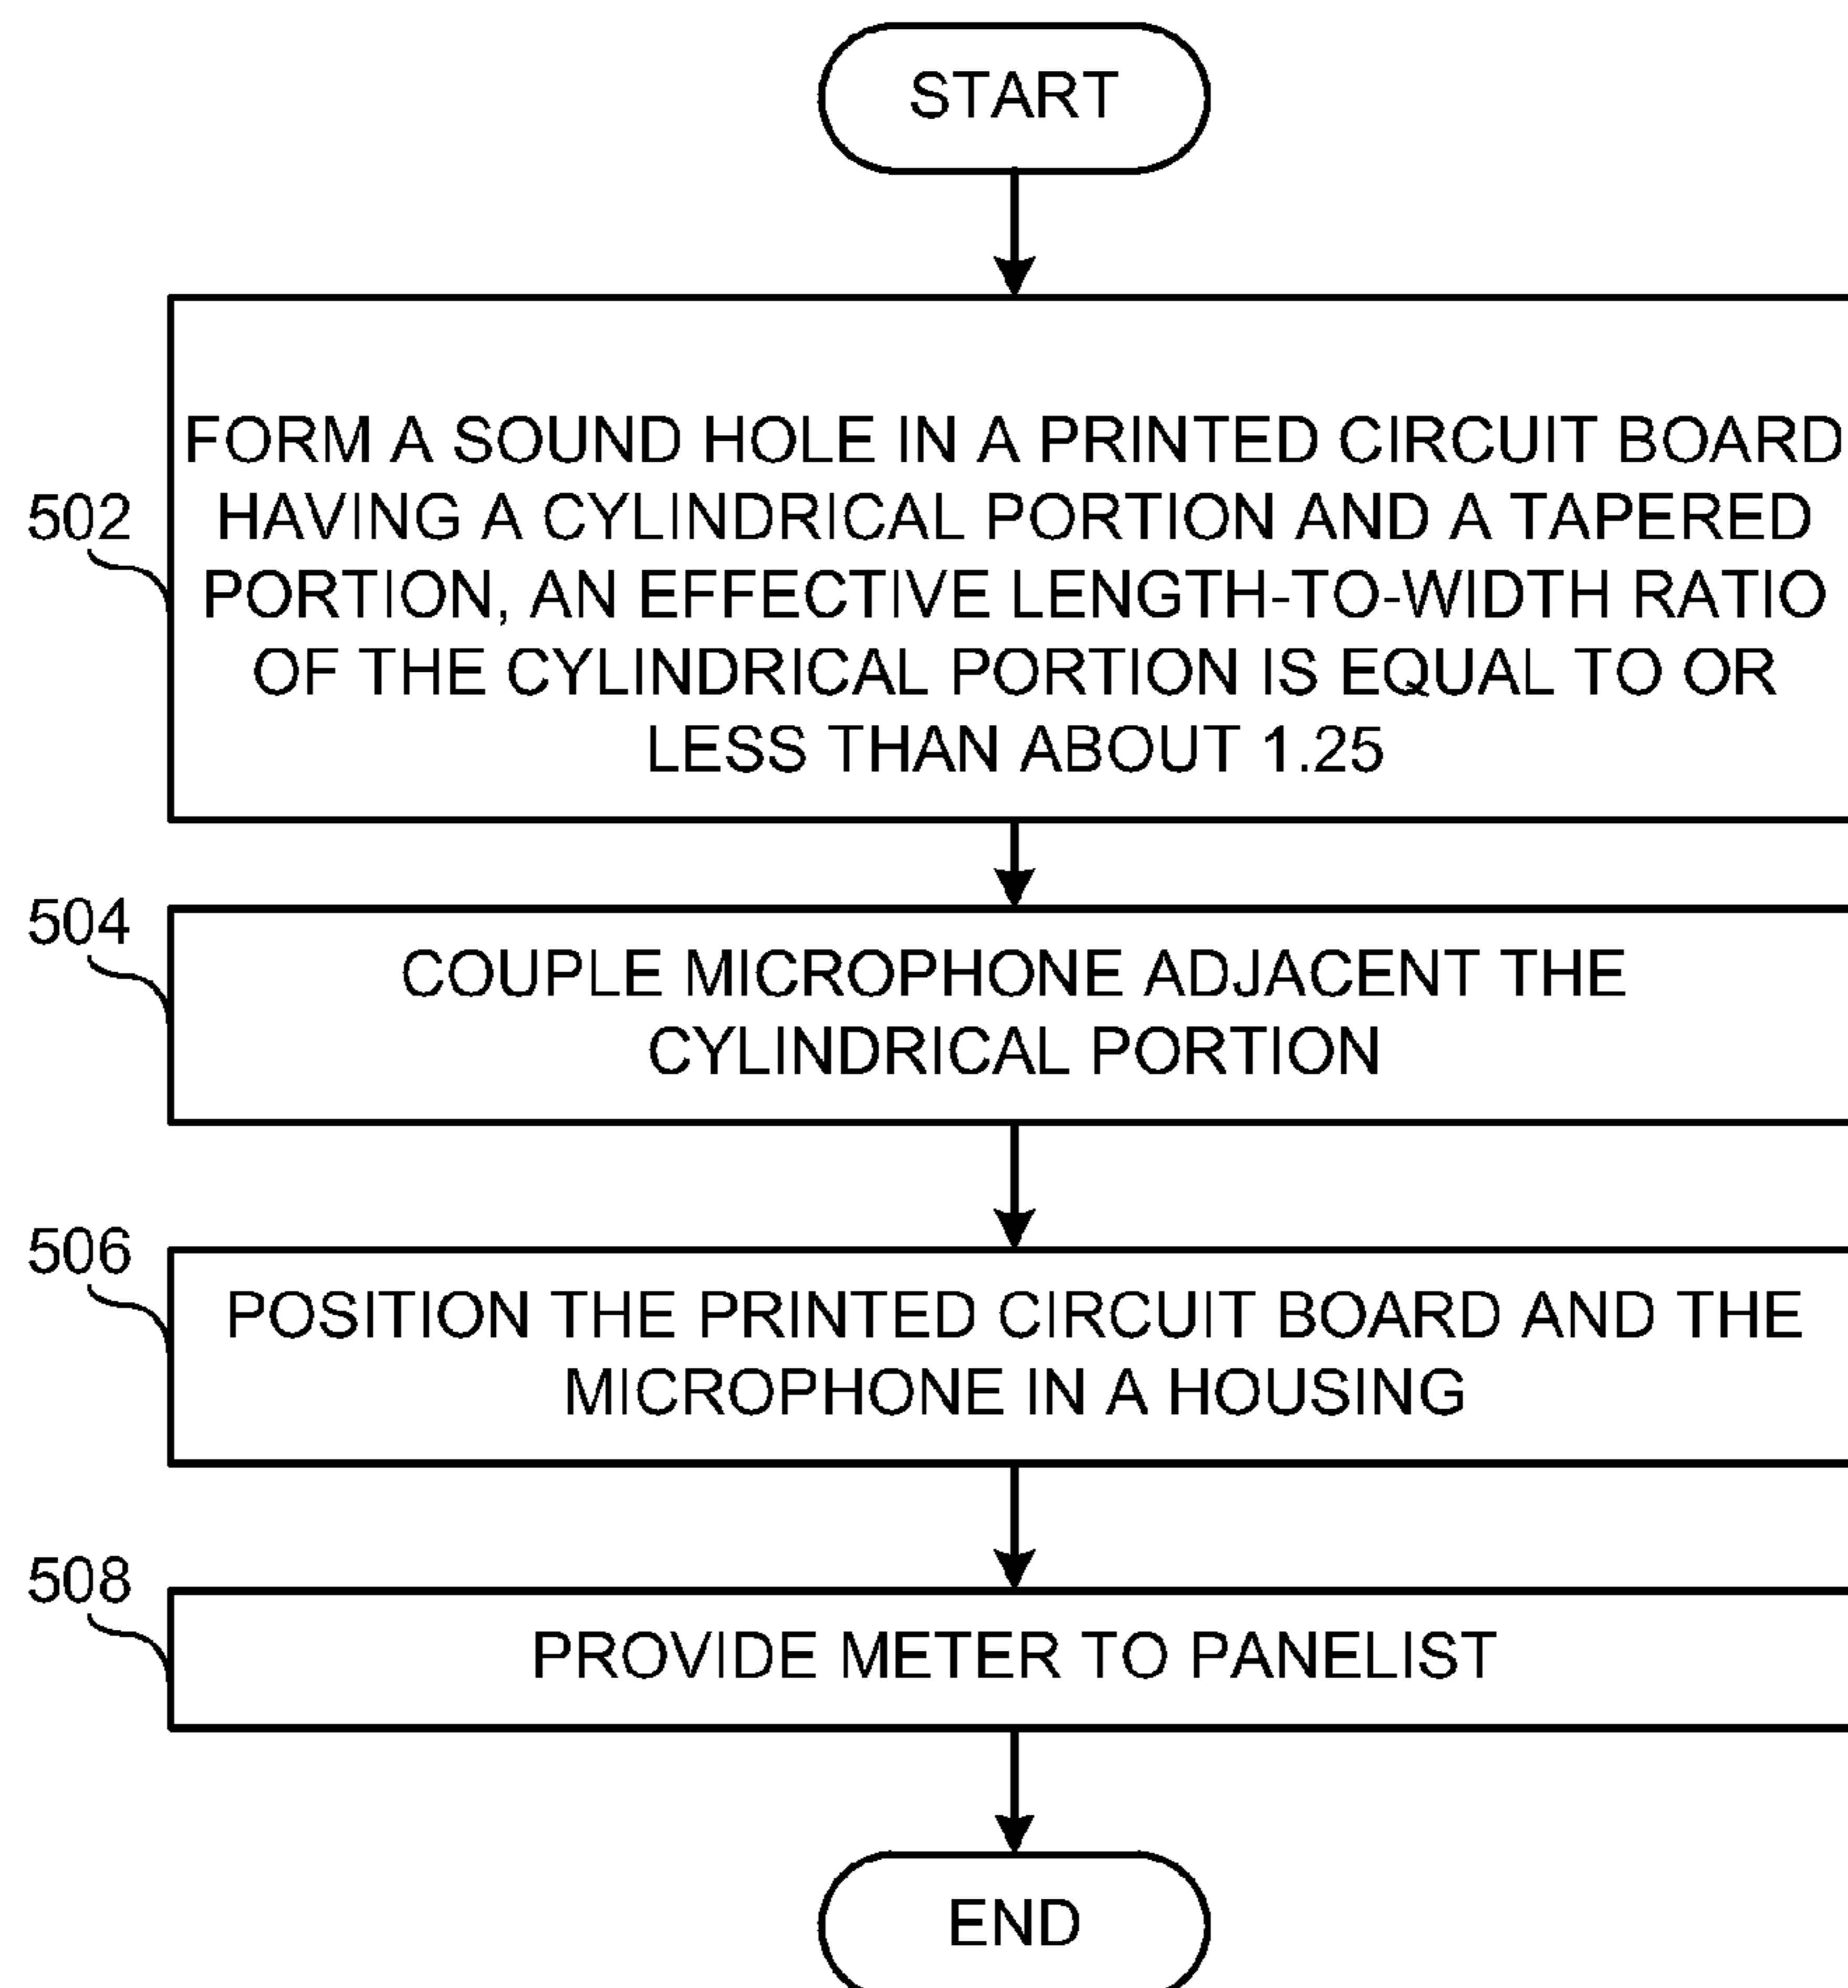 START
FORM A SOUND HOLE IN A PRINTED CIRCUIT BOARD
HAVING A CYLINDRICAL PORTION AND A TAPERED
PORTION, AN EFFECTIVE LENGTH-TO-WIDTH RATIO
OF THE CYLINDRICAL PORTION IS EQUAL TO OR
LESS THAN ABOUT 1.25
502
504
COUPLE MICROPHONE ADJACENT THE
CYLINDRICAL PORTION
506
POSITION THE PRINTED CIRCUIT BOARD AND THE
MICROPHONE IN A HOUSING
508
PROVIDE METER TO PANELIST
END